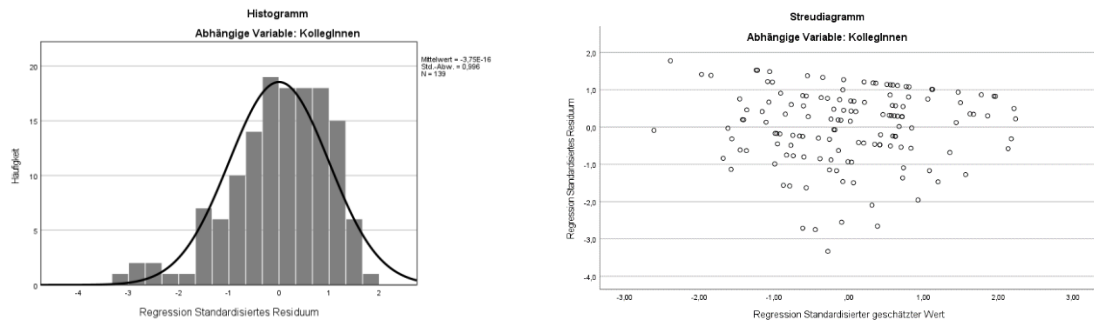 Histogramm
Abhängige Variable: KollegInnen
Mittelwert = -3,75E-16
Std.-Abw. = 0,996
N = 139
Häufigkeit
20
15
10
5
0
-4 -3 -2 -1 0 1 2
Regression Standardisiertes Residuum
Streudiagramm
Abhängige Variable: KollegInnen
Regression Standardisiertes Residuum
2,0
1,0
0,0
-1,0
-2,0
-3,0
-4,0
-3,00 -2,00 -1,00 ,00 1,00 2,00 3,00
Regression Standardisierter geschätzter Wert